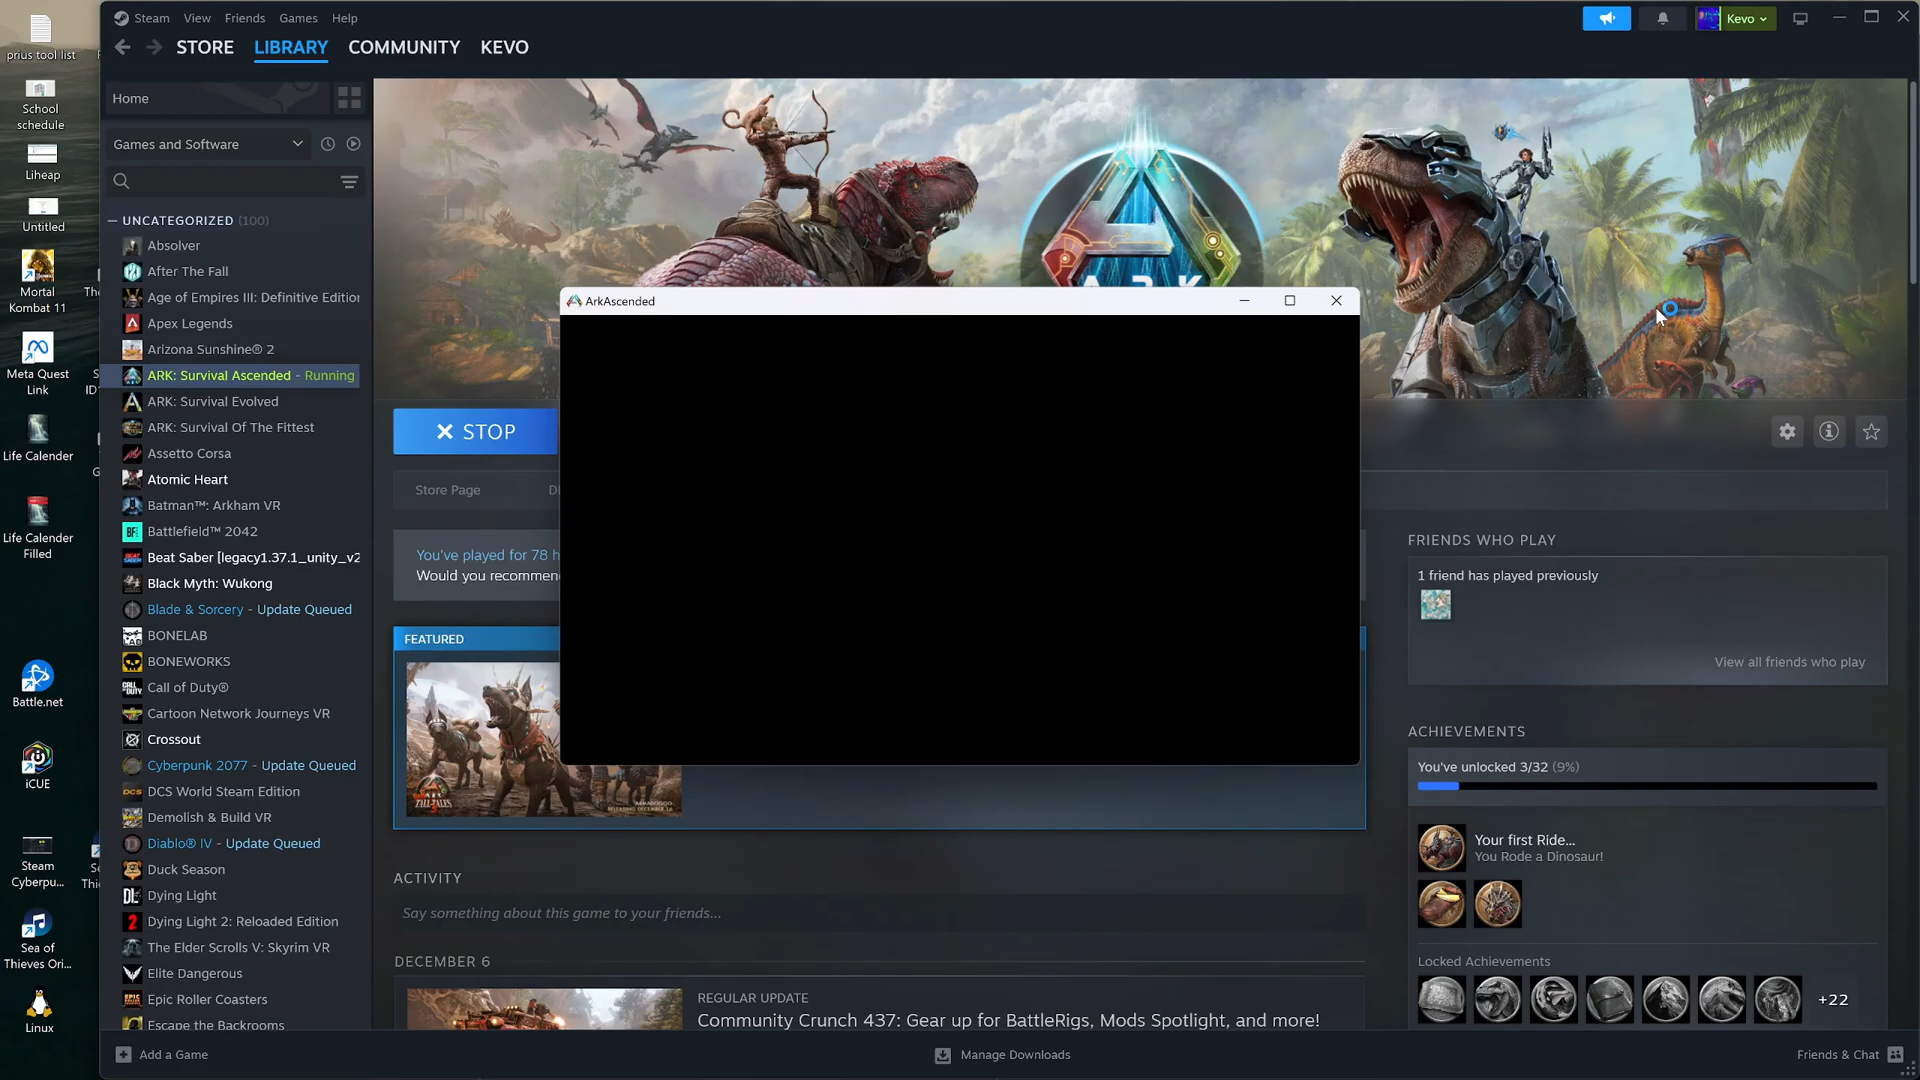 Steam View Friends Games Help
Kevo
STORE LIBRARY COMMUNITY KEVO
Home
Games and Software
UNCATEGORIZED (100)
Absolver
After The Fall
Age of Empires III: Definitive Edition
Apex Legends
Arizona Sunshine® 2
ARK: Survival Ascended - Running
ARK: Survival Evolved
ARK: Survival Of The Fittest
Assetto Corsa
Atomic Heart
Batman™: Arkham VR
Battlefield™ 2042
Beat Saber [legacy1.37.1_unity_v2
Black Myth: Wukong
Blade & Sorcery - Update Queued
BONELAB
BONEWORKS
Call of Duty®
Cartoon Network Journeys VR
Crossout
Cyberpunk 2077 - Update Queued
DCS World Steam Edition
Demolish & Build VR
Diablo® IV - Update Queued
Duck Season
Dying Light
Dying Light 2: Reloaded Edition
The Elder Scrolls V: Skyrim VR
Elite Dangerous
Epic Roller Coasters
Escape the Backrooms
Add a Game
prius tool list
School schedule
Liheap
Untitled
Mortal Kombat 11
Meta Quest Link
Life Calender
Life Calender Filled
Battle.net
iCUE
Steam Cyberpu...
Sea of Thieves Ori...
Linux
ARK
ArkAscended
STOP
Store Page
You've played for 78 h
Would you recommen
FEATURED
ACTIVITY
Say something about this game to your friends...
DECEMBER 6
REGULAR UPDATE
Community Crunch 437: Gear up for BattleRigs, Mods Spotlight, and more!
FRIENDS WHO PLAY
1 friend has played previously
View all friends who play
ACHIEVEMENTS
You've unlocked 3/32 (9%)
Your first Ride...
You Rode a Dinosaur!
Locked Achievements
+22
Manage Downloads
Friends & Chat